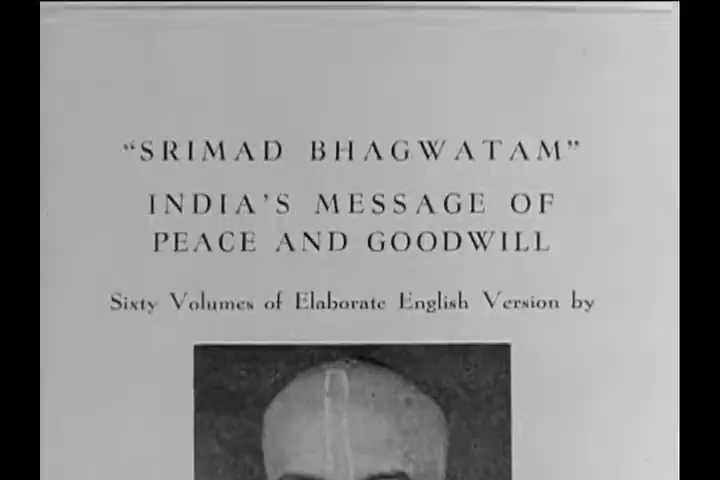 "SRIMAD BHAGWATAM"
INDIA'S MESSAGE OF
PEACE AND GOODWILL
Sixty Volumes of Elaborate English Version by